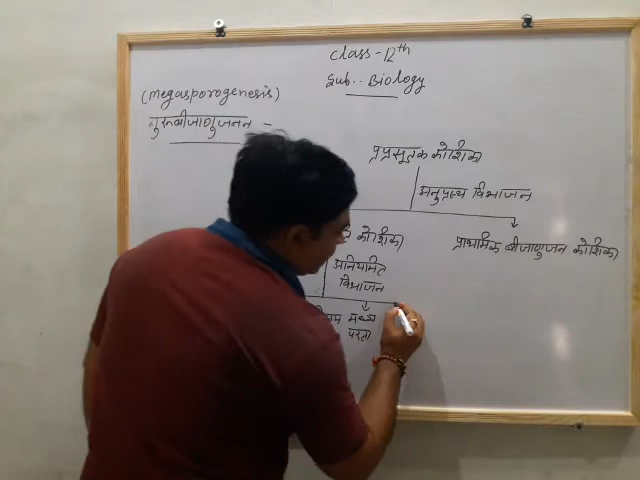 Class-12th
Sub.. Biology
(Megasporogenesis)
गुरुबीजाणुजनन -
प्रप्रसूतक कोशिका
अनुप्रस्थ विभाजन
कोशिका
प्राथमिक बीजाणुजन कोशिका
अनियमित
विभाजन
मध्य
परत